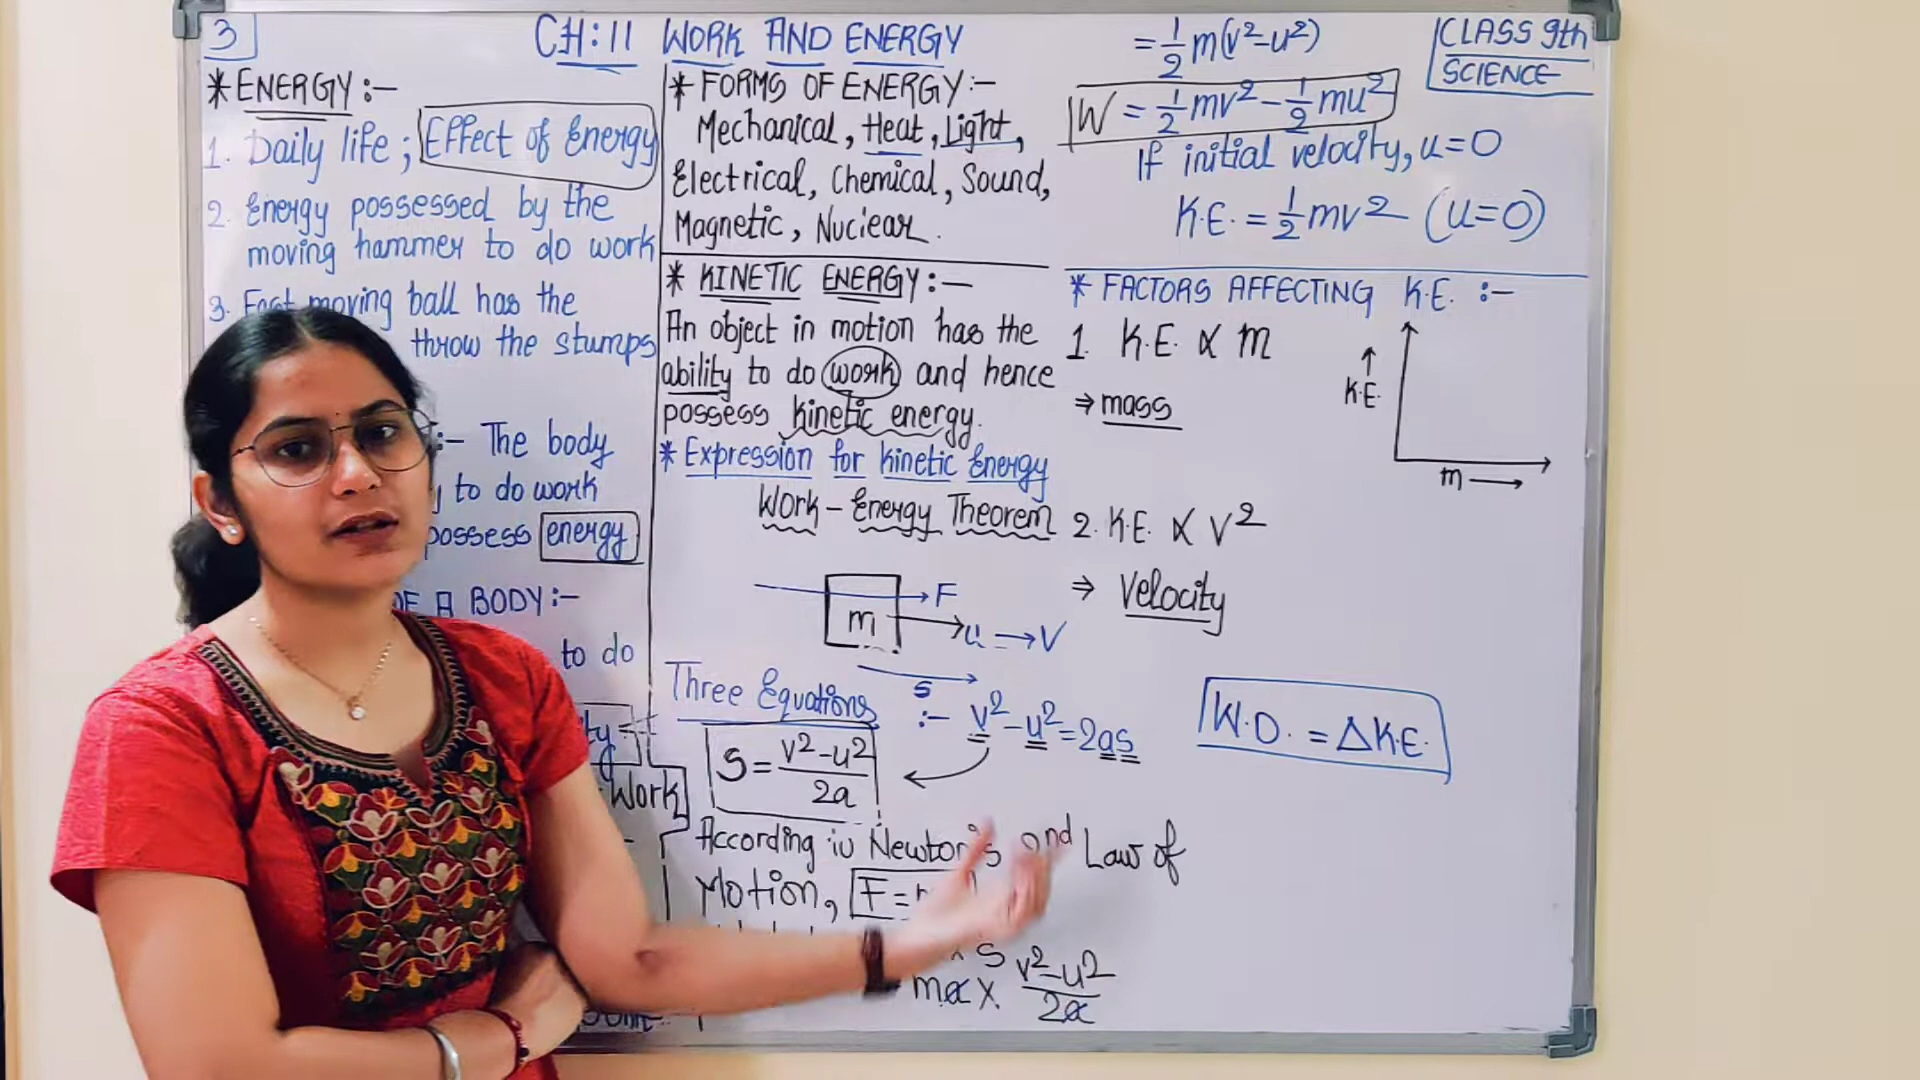 3
CH:11 WORK AND ENERGY
CLASS 9th
SCIENCE
* ENERGY :-
1. Daily life ; Effect of Energy
2. Energy possessed by the
moving hammer to do work
3. Fast moving ball has the
throw the stumps
:- The body
to do work
possess energy
OF A BODY :-
to do
ty
Work
* FORMS OF ENERGY :-
Mechanical, Heat, Light,
Electrical, Chemical, Sound,
Magnetic, Nuclear.
* KINETIC ENERGY :-
An object in motion has the
ability to do work and hence
possess kinetic energy.
* Expression for kinetic Energy
Work - Energy Theorem
m
F
u → V
s
Three Equations :- v²-u²=2as
S = v²-u²/2a
According to Newton's 2nd Law of
Motion, F =
x S
ma x v²-u²/2a
= 1/2 m(v²-u²)
W = 1/2 mv² - 1/2 mu²
If initial velocity, u=0
K.E. = 1/2 mv² (u=0)
* FACTORS AFFECTING K.E. :-
1. K.E. ∝ m
⇒ mass
↑
K.E.
m →
2. K.E. ∝ V²
⇒ Velocity
W.D. = ΔK.E.